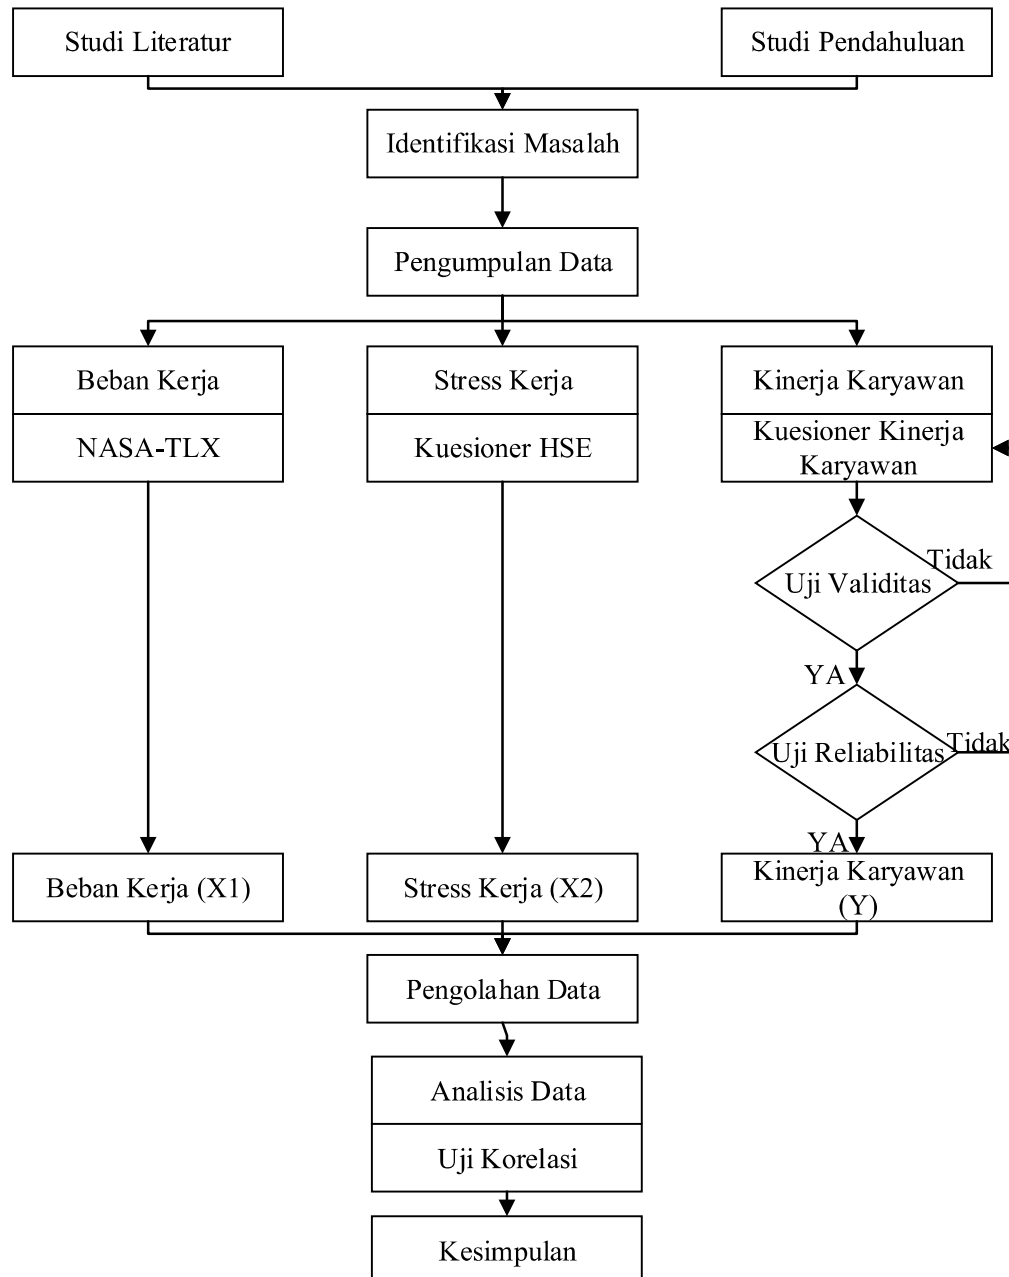 Studi Literatur
Studi Pendahuluan
Identifikasi Masalah
Pengumpulan Data
Beban Kerja
Stress Kerja
Kinerja Karyawan
NASA-TLX
Kuesioner HSE
Kuesioner Kinerja
Karyawan
Tidak
Uji Validitas
YA
Tidak
Uji Reliabilitas
YA
Beban Kerja (X1)
Stress Kerja (X2)
Kinerja Karyawan
(Y)
Pengolahan Data
Analisis Data
Uji Korelasi
Kesimpulan